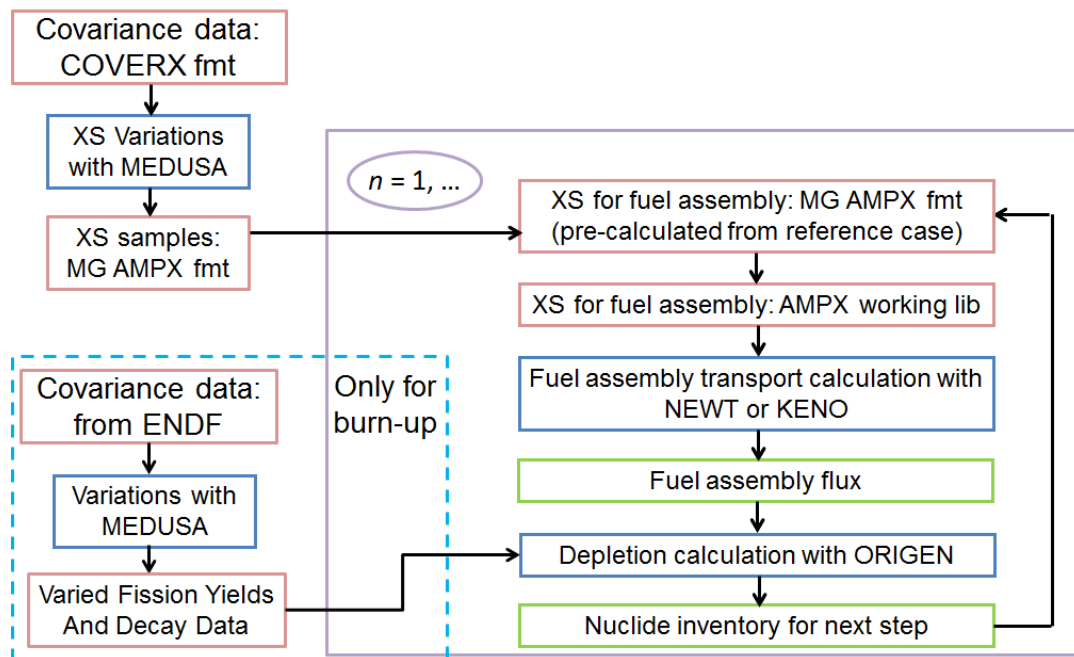 Covariance data:
COVERX fmt
XS Variations
with MEDUSA
XS samples:
MG AMPX fmt
n = 1, ...
XS for fuel assembly: MG AMPX fmt
(pre-calculated from reference case)
XS for fuel assembly: AMPX working lib
Fuel assembly transport calculation with
NEWT or KENO
Fuel assembly flux
Depletion calculation with ORIGEN
Nuclide inventory for next step
Only for
burn-up
Covariance data:
from ENDF
Variations with
MEDUSA
Varied Fission Yields
And Decay Data